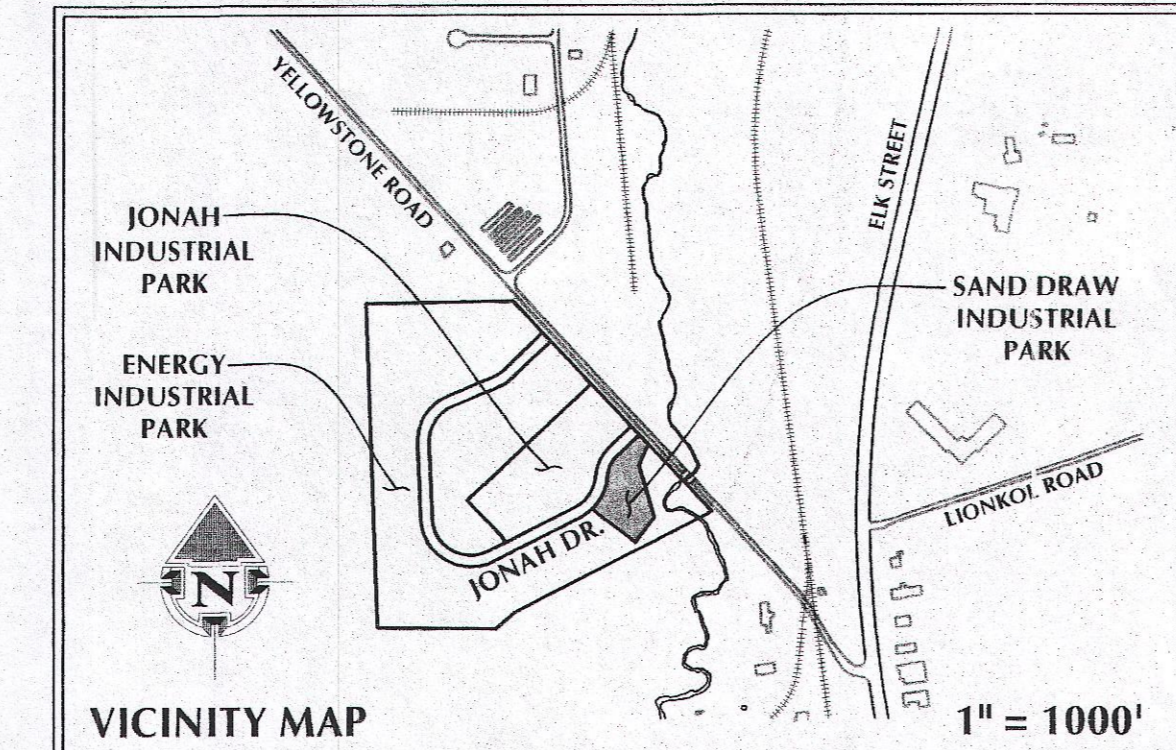 YELLOWSTONE ROAD
ELK STREET
JONAH
INDUSTRIAL
PARK
SAND DRAW
INDUSTRIAL
PARK
ENERGY
INDUSTRIAL
PARK
LIONKOL ROAD
JONAH DR.
N
VICINITY MAP
1" = 1000'